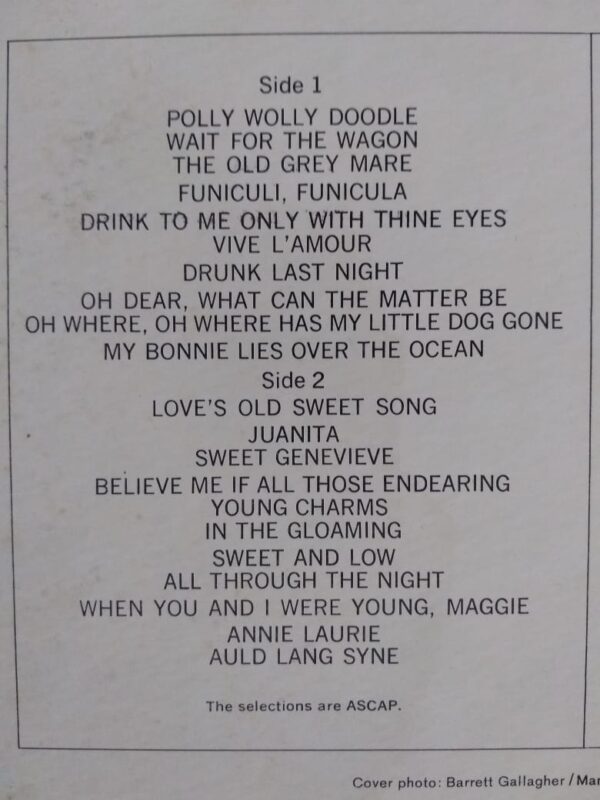 Side 1
POLLY WOLLY DOODLE
WAIT FOR THE WAGON
THE OLD GREY MARE
FUNICULI, FUNICULA
DRINK TO ME ONLY WITH THINE EYES
VIVE L'AMOUR
DRUNK LAST NIGHT
OH DEAR, WHAT CAN THE MATTER BE
OH WHERE, OH WHERE HAS MY LITTLE DOG GONE
MY BONNIE LIES OVER THE OCEAN
Side 2
LOVE'S OLD SWEET SONG
JUANITA
SWEET GENEVIEVE
BELIEVE ME IF ALL THOSE ENDEARING
YOUNG CHARMS
IN THE GLOAMING
SWEET AND LOW
ALL THROUGH THE NIGHT
WHEN YOU AND I WERE YOUNG, MAGGIE
ANNIE LAURIE
AULD LANG SYNE
The selections are ASCAP.
Cover photo: Barrett Gallagher/